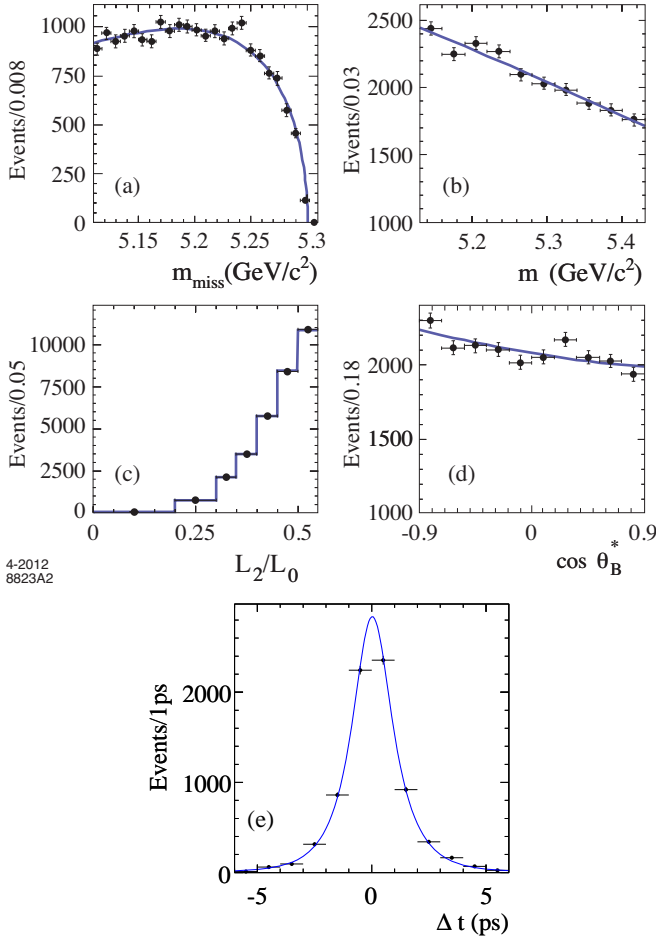 Events/0.008
1000
750
500
250
0
(a)
5.15 5.2 5.25 5.3
m_miss(GeV/c²)
Events/0.03
2500
2000
1500
1000
(b)
5.2 5.3 5.4
m (GeV/c²)
Events/0.05
10000
7500
5000
2500
0
(c)
0 0.25 0.5
L₂/L₀
Events/0.18
2000
1500
1000
(d)
-0.9 0 0.9
cos θ*_B
4-2012
8823A2
Events/1ps
2000
1000
0
(e)
-5 0 5
Δ t (ps)